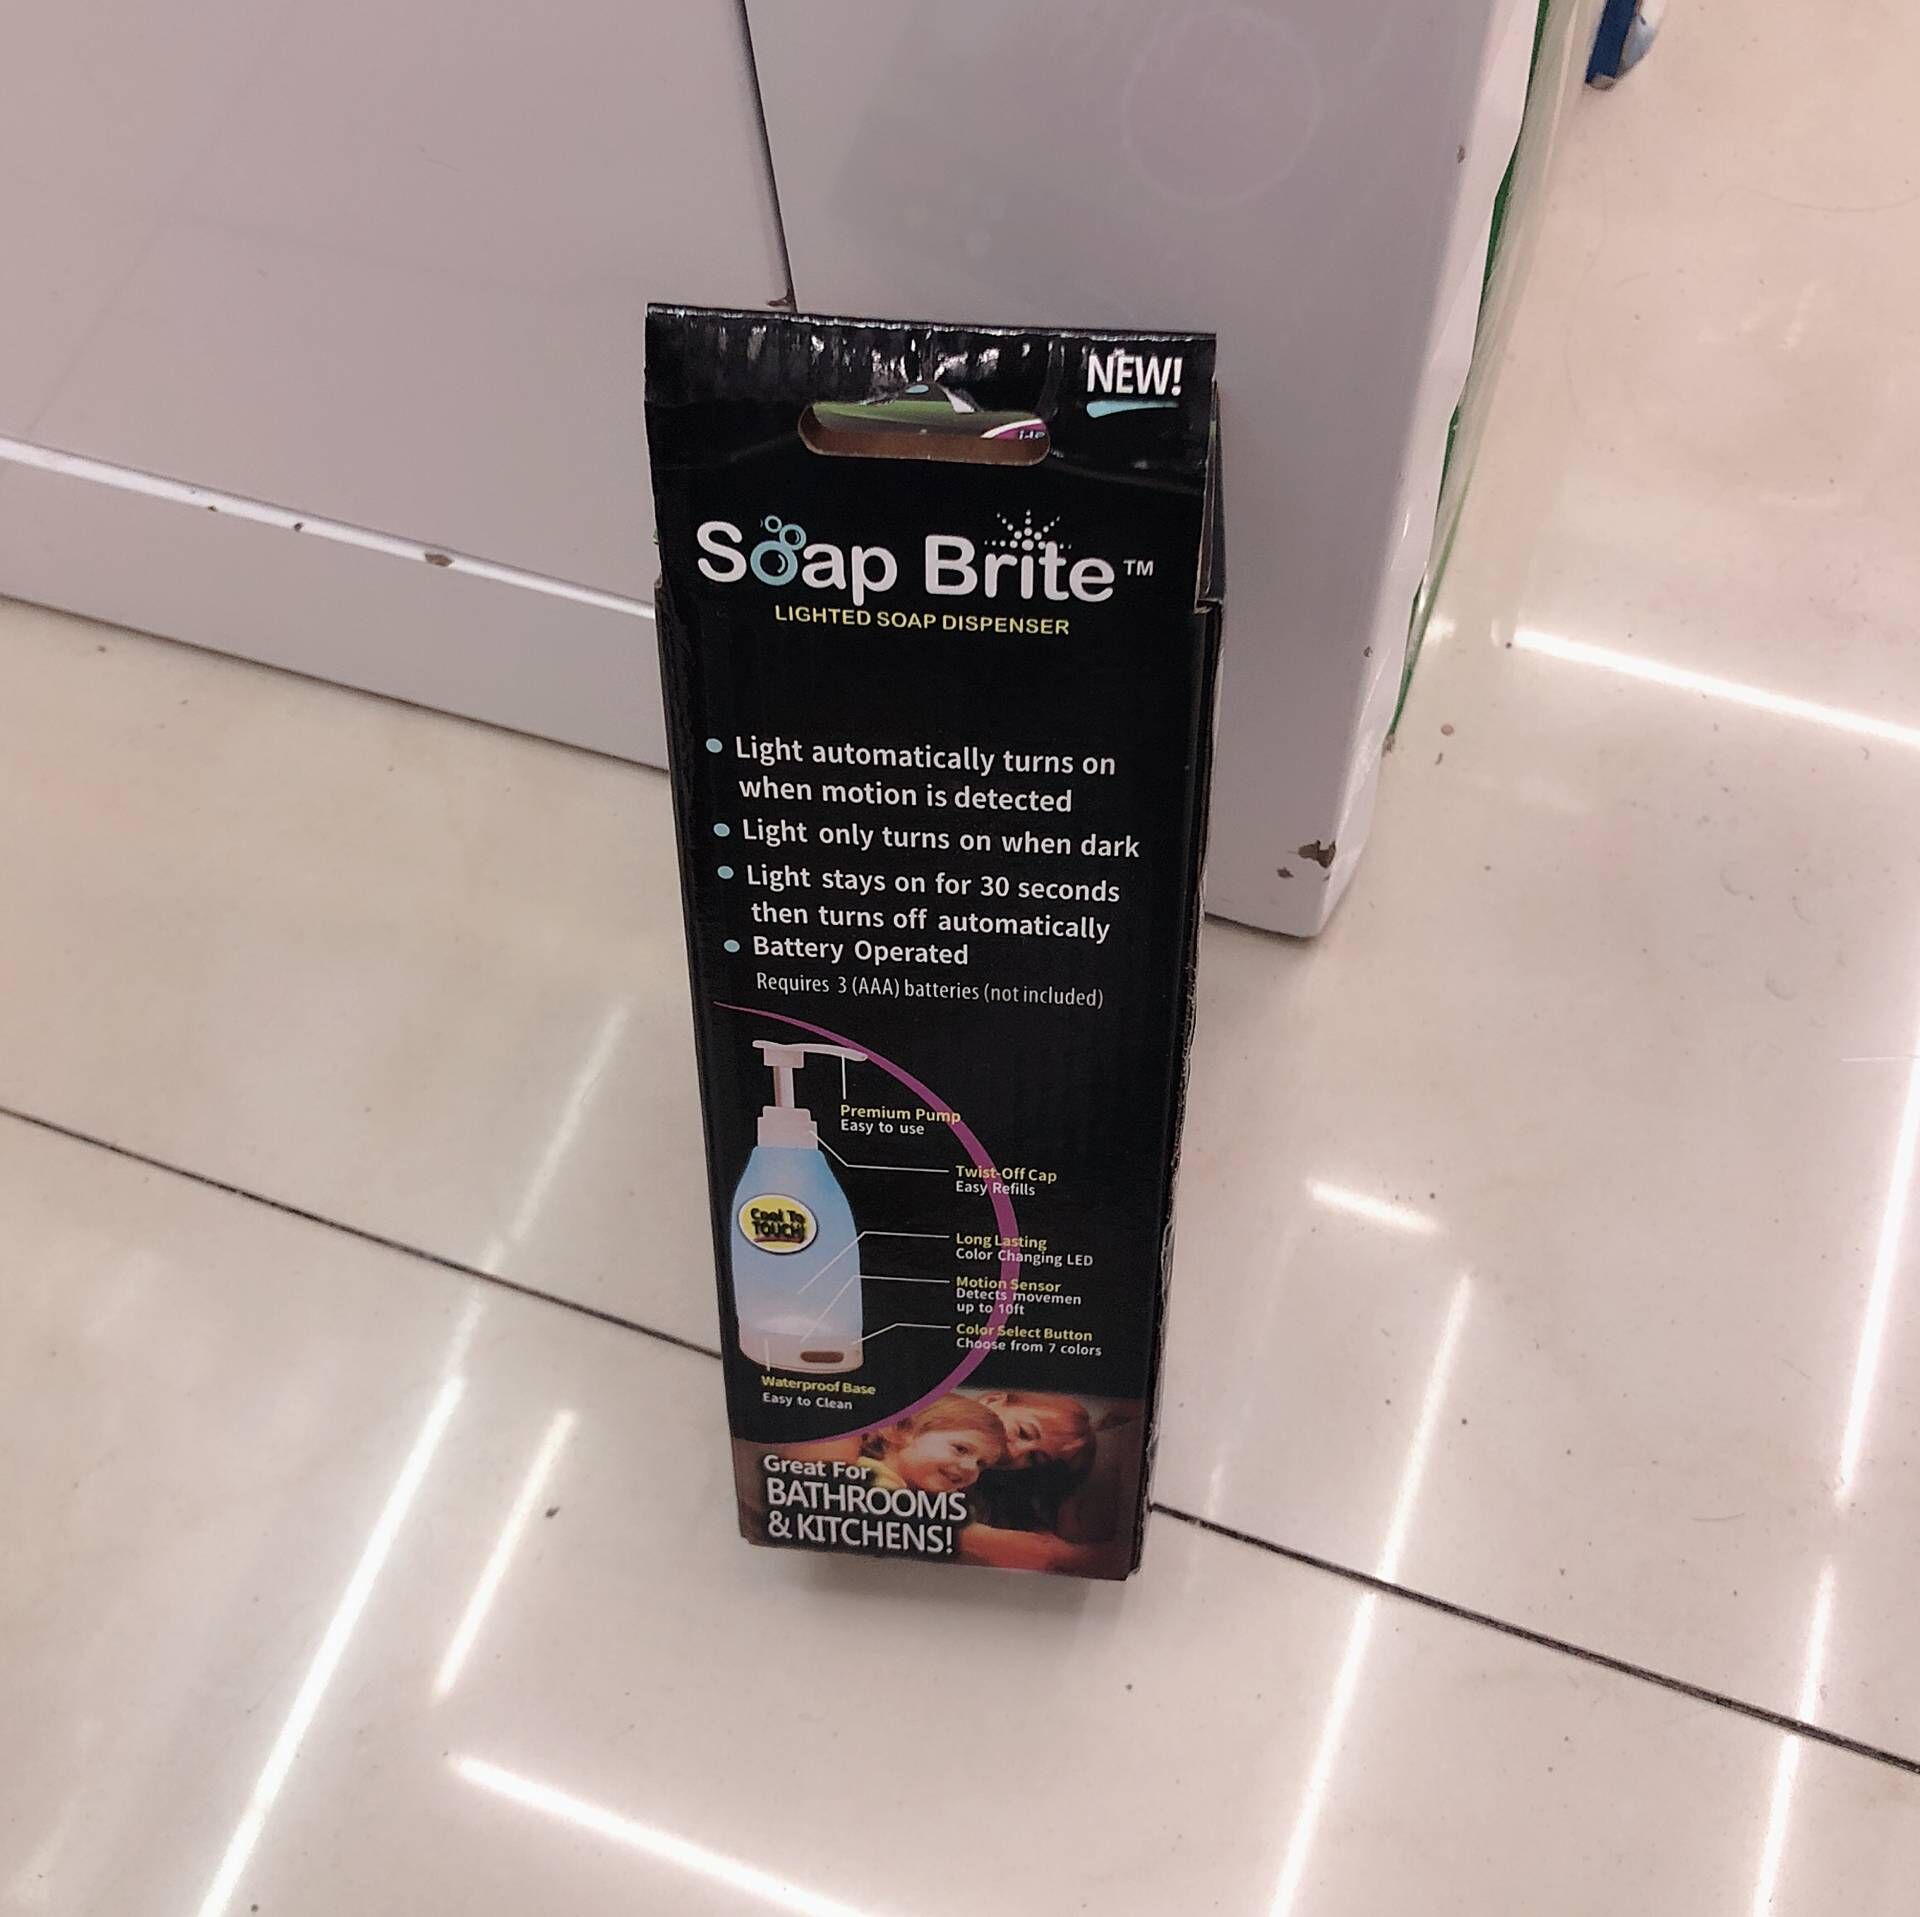 NEW!
Soap Brite™
LIGHTED SOAP DISPENSER
Light automatically turns on
when motion is detected
Light only turns on when dark
Light stays on for 30 seconds
then turns off automatically
Battery Operated
Requires 3 (AAA) batteries (not included)
Premium Pump
Easy to use
Twist-Off Cap
Easy Refills
Cool To
TOUCH!
Long Lasting
Color Changing LED
Motion Sensor
Detects movemen
up to 10ft
Color Select Button
Choose from 7 colors
Waterproof Base
Easy to Clean
Great For
BATHROOMS
& KITCHENS!